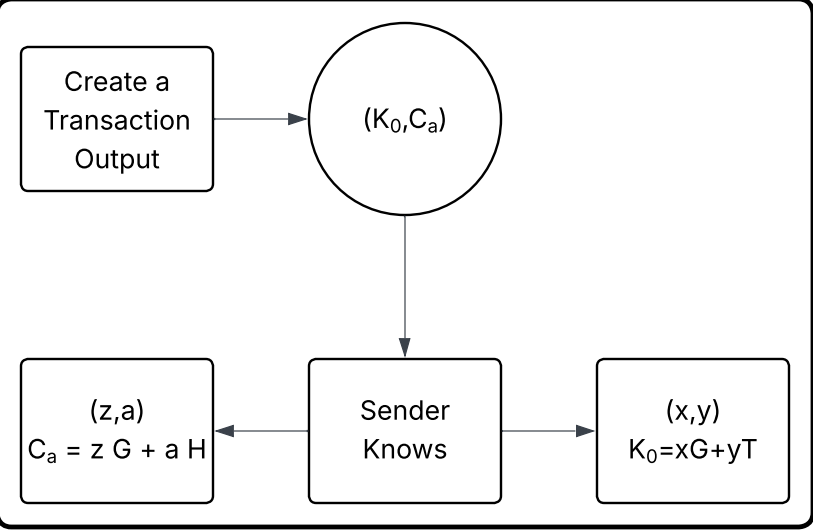 Create a
Transaction
Output
(K₀,Cₐ)
(z,a)
Cₐ = z G + a H
Sender
Knows
(x,y)
K₀=xG+yT